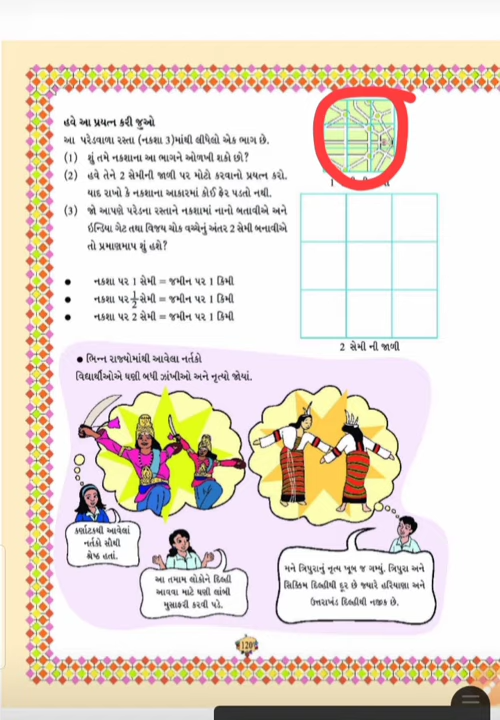 હવે આ પ્રયત્ન કરી જુઓ
આ પરેડવાળા રસ્તા (નકશા 3)માંથી લીધેલો એક ભાગ છે.
(1) શું તમે નકશાના આ ભાગને ઓળખી શકો છો?
(2) હવે તેને 2 સેમીની જાળી પર મોટો કરવાનો પ્રયત્ન કરો.
યાદ રાખો કે નકશાના આકારમાં કોઈ ફેર પડતો નથી.
(3) જો આપણે પરેડના રસ્તાને નકશામાં નાનો બતાવીએ અને
ઇન્ડિયા ગેટ તથા વિજય ચોક વચ્ચેનું અંતર 2 સેમી બનાવીએ
તો પ્રમાણમાપ શું હશે?
● નકશા પર 1 સેમી = જમીન પર 1 કિમી
● નકશા પર ½ સેમી = જમીન પર 1 કિમી
● નકશા પર 2 સેમી = જમીન પર 1 કિમી
2 સેમી ની જાળી
● ભિન્ન રાજ્યોમાંથી આવેલા નર્તકો
વિદ્યાર્થીઓએ ઘણી બધી ઝાંખીઓ અને નૃત્યો જોયાં.
કર્ણાટકથી આવેલાં
નર્તકો સૌથી
શ્રેષ્ઠ હતાં.
આ તમામ લોકોને દિલ્હી
આવવા માટે ઘણી લાંબી
મુસાફરી કરવી પડે.
મને ત્રિપુરાનું નૃત્ય ખૂબ જ ગમ્યું. ત્રિપુરા અને
સિક્કિમ દિલ્હીથી દૂર છે જ્યારે હરિયાણા અને
ઉત્તરાખંડ દિલ્હીથી નજીક છે.
120